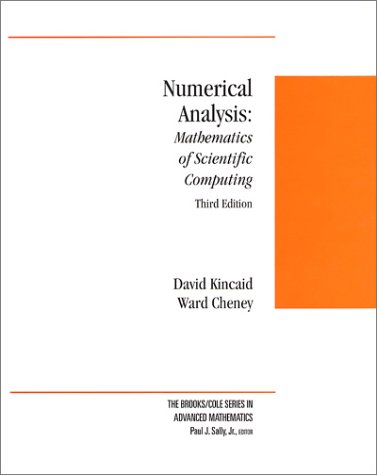 Numerical
Analysis:
Mathematics
of Scientific
Computing
Third Edition
David Kincaid
Ward Cheney
THE BROOKS/COLE SERIES IN
ADVANCED MATHEMATICS
Paul J. Sally, Jr., EDITOR